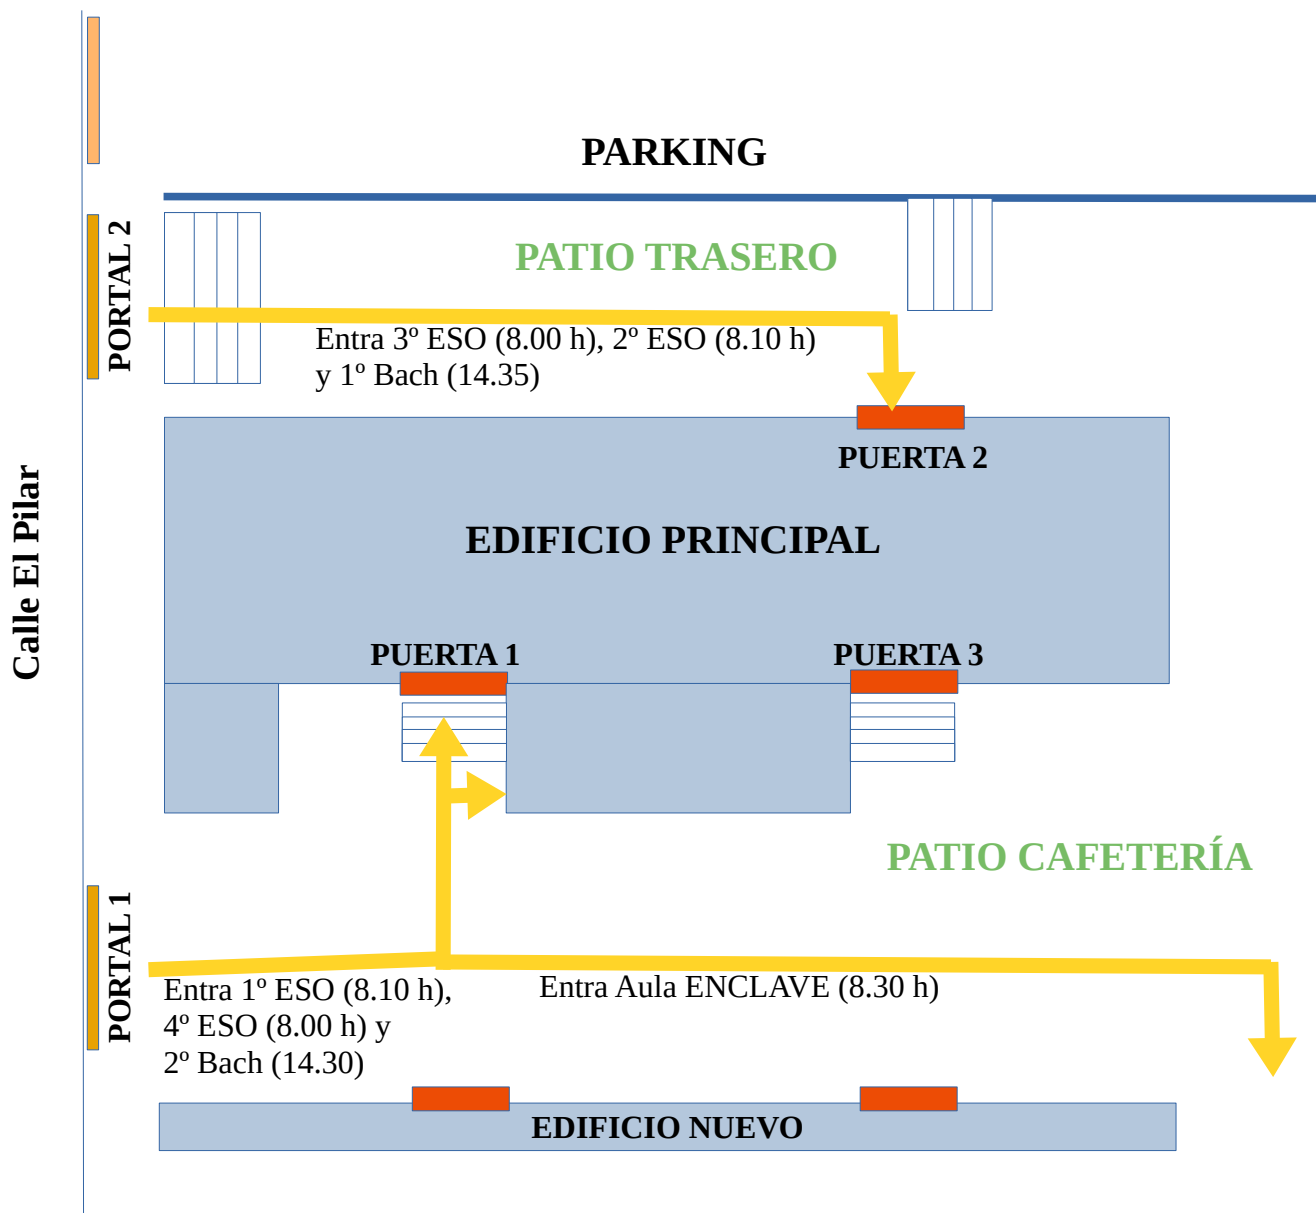 PARKING
PORTAL 2
PATIO TRASERO
Entra 3º ESO (8.00 h), 2º ESO (8.10 h)
y 1º Bach (14.35)
PUERTA 2
Calle El Pilar
EDIFICIO PRINCIPAL
PUERTA 1
PUERTA 3
PATIO CAFETERÍA
PORTAL 1
Entra 1º ESO (8.10 h),
4º ESO (8.00 h) y
2º Bach (14.30)
Entra Aula ENCLAVE (8.30 h)
EDIFICIO NUEVO